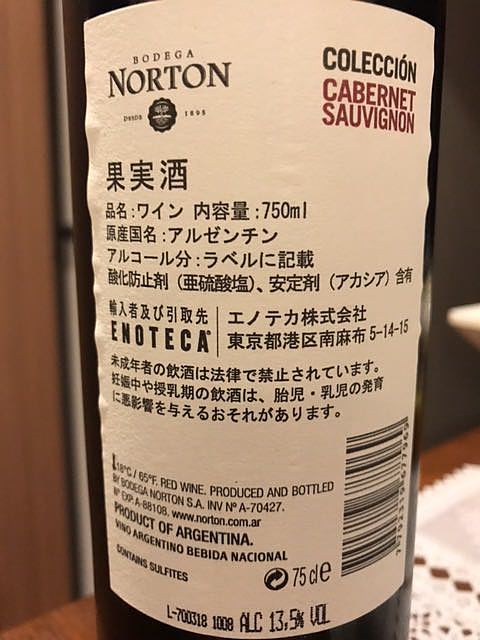 BODEGA
NORTON
DESDE 1895
COLECCIÓN
CABERNET
SAUVIGNON
果実酒
品名:ワイン 内容量:750ml
原産国名:アルゼンチン
アルコール分:ラベルに記載
酸化防止剤（亜硫酸塩）、安定剤（アカシア）含有
輸入者及び引取先
ENOTECA
エノテカ株式会社
東京都港区南麻布 5-14-15
未成年者の飲酒は法律で禁止されています。
妊娠中や授乳期の飲酒は、胎児・乳児の発育
に悪影響を与えるおそれがあります。
18°C / 65°F. RED WINE. PRODUCED AND BOTTLED
BY BODEGA NORTON S.A. INV Nº A-70427.
Nº EXP. A-88108. www.norton.com.ar
PRODUCT OF ARGENTINA.
VINO ARGENTINO BEBIDA NACIONAL
CONTAINS SULFITES
75 cl e
L-700318 1008 ALC 13,5% VOL